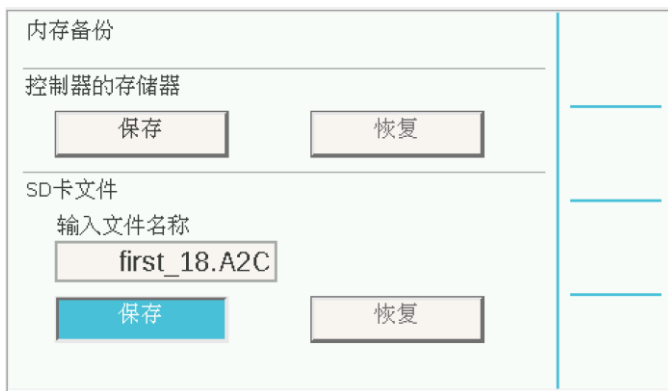 内存备份
控制器的存储器
保存 恢复
SD卡文件
输入文件名称
first_18.A2C
保存 恢复